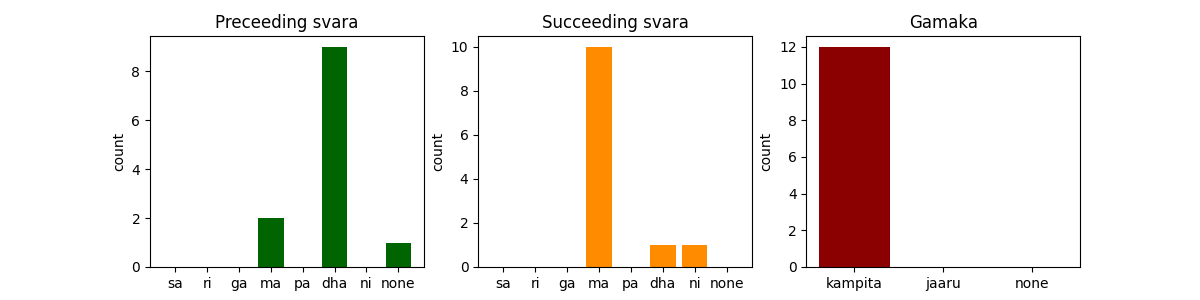 Preceeding svara
count
8
6
4
2
0
sa ri ga ma pa dha ni none
Succeeding svara
count
10
8
6
4
2
0
sa ri ga ma pa dha ni none
Gamaka
count
12
10
8
6
4
2
0
kampita jaaru none